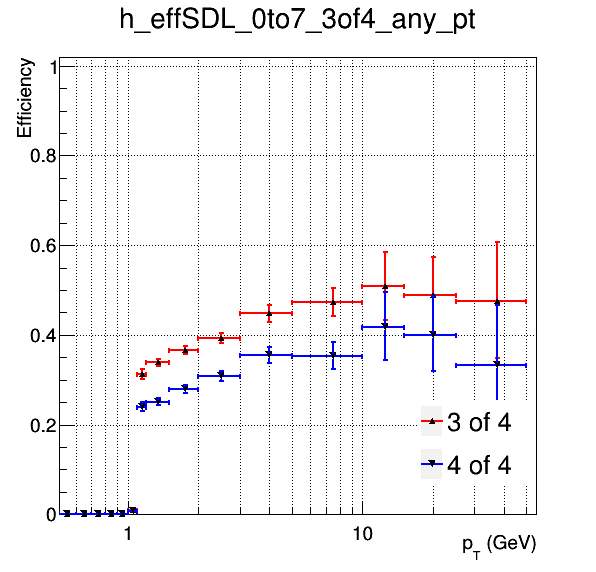 h_effSDL_0to7_3of4_any_pt
Efficiency
1
0.8
0.6
0.4
0.2
0
3 of 4
4 of 4
1
10
p_T (GeV)